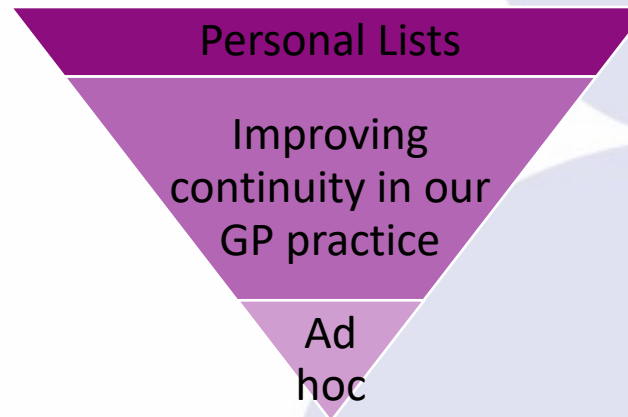 Personal Lists
Improving
continuity in our
GP practice
Ad
hoc